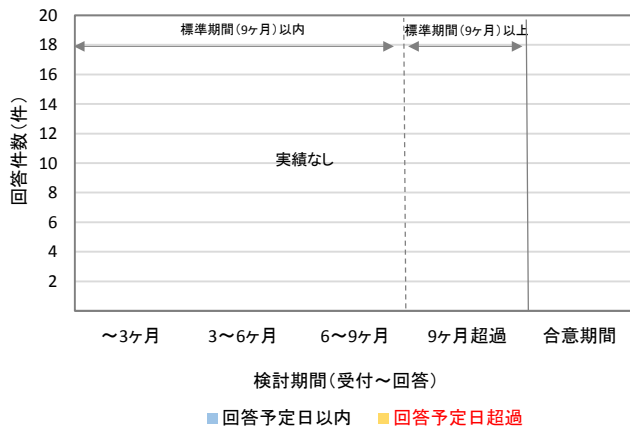 20
18
16
14
12
10
8
6
4
2
回答件数(件)
標準期間(9ヶ月)以内
標準期間(9ヶ月)以上
実績なし
～3ヶ月
3～6ヶ月
6～9ヶ月
9ヶ月超過
合意期間
検討期間(受付～回答)
回答予定日以内
回答予定日超過